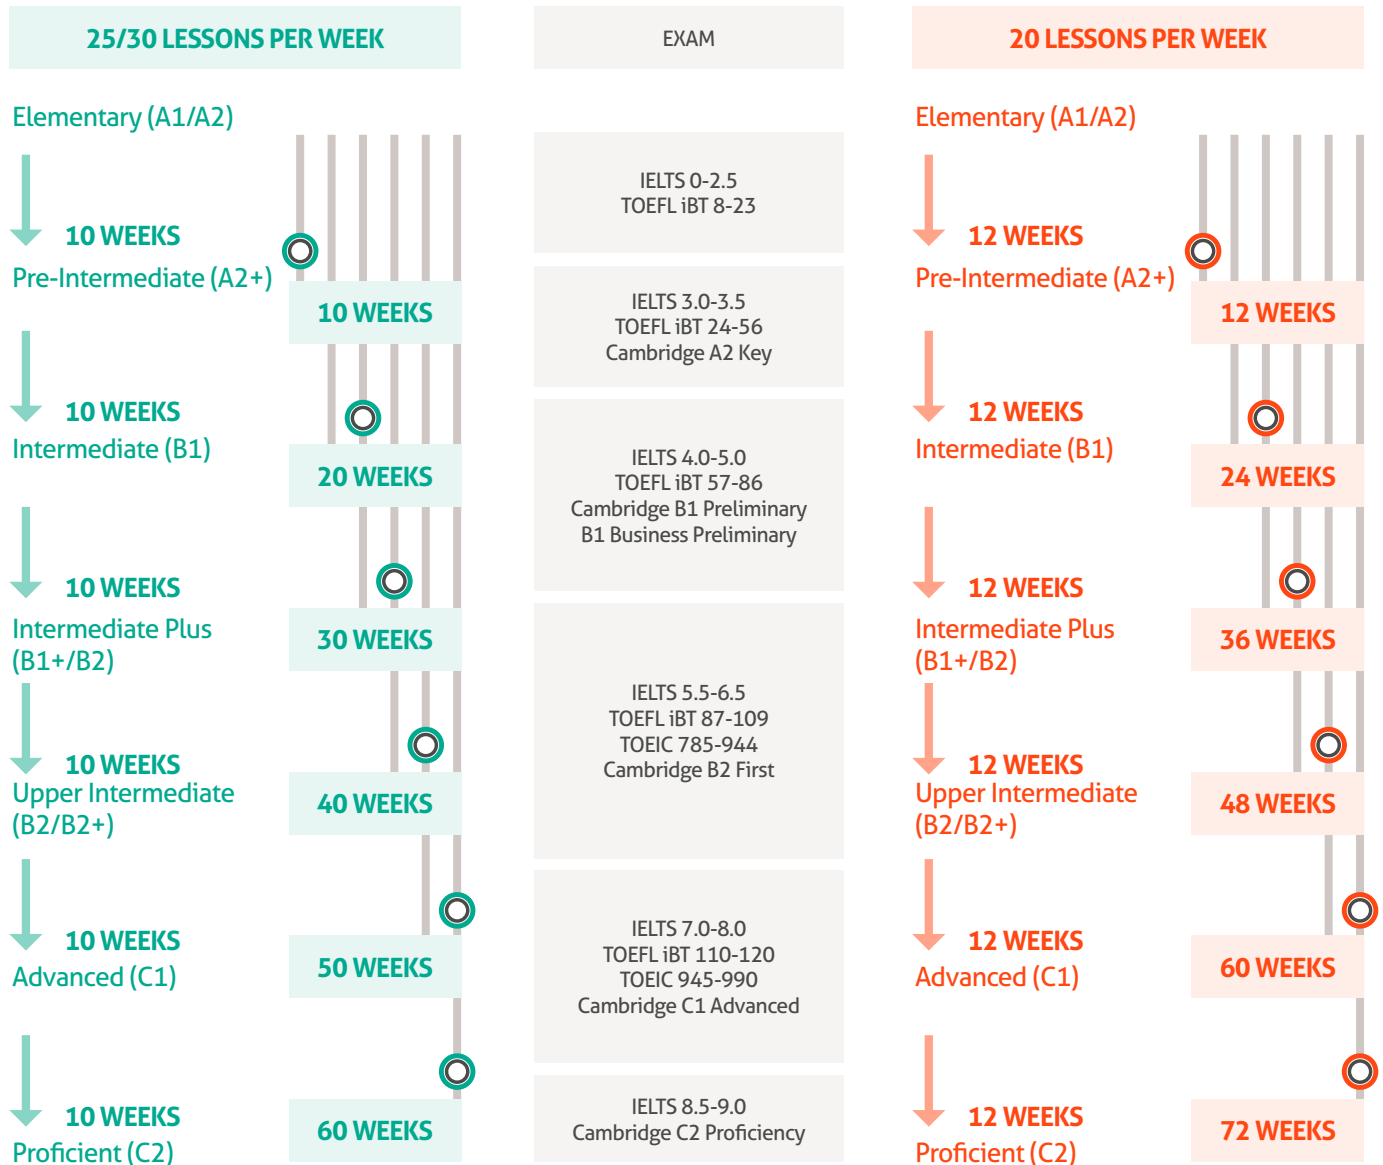 25/30 LESSONS PER WEEK
Elementary (A1/A2)
10 WEEKS
Pre-Intermediate (A2+)
10 WEEKS
10 WEEKS
Intermediate (B1)
20 WEEKS
10 WEEKS
Intermediate Plus
(B1+/B2)
30 WEEKS
10 WEEKS
Upper Intermediate
(B2/B2+)
40 WEEKS
10 WEEKS
Advanced (C1)
50 WEEKS
10 WEEKS
Proficient (C2)
60 WEEKS
EXAM
IELTS 0-2.5
TOEFL iBT 8-23
IELTS 3.0-3.5
TOEFL iBT 24-56
Cambridge A2 Key
IELTS 4.0-5.0
TOEFL iBT 57-86
Cambridge B1 Preliminary
B1 Business Preliminary
IELTS 5.5-6.5
TOEFL iBT 87-109
TOEIC 785-944
Cambridge B2 First
IELTS 7.0-8.0
TOEFL iBT 110-120
TOEIC 945-990
Cambridge C1 Advanced
IELTS 8.5-9.0
Cambridge C2 Proficiency
20 LESSONS PER WEEK
Elementary (A1/A2)
12 WEEKS
Pre-Intermediate (A2+)
12 WEEKS
12 WEEKS
Intermediate (B1)
24 WEEKS
12 WEEKS
Intermediate Plus
(B1+/B2)
36 WEEKS
12 WEEKS
Upper Intermediate
(B2/B2+)
48 WEEKS
12 WEEKS
Advanced (C1)
60 WEEKS
12 WEEKS
Proficient (C2)
72 WEEKS